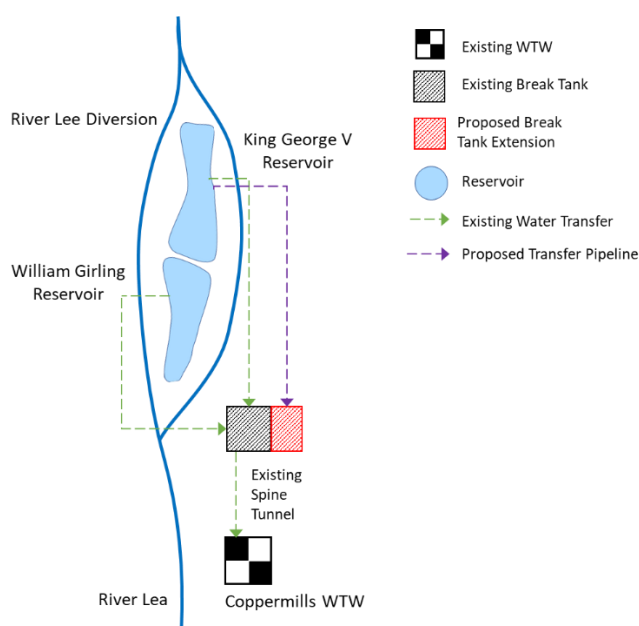 River Lee Diversion
King George V
Reservoir
William Girling
Reservoir
Existing
Spine
Tunnel
River Lea
Coppermills WTW
Existing WTW
Existing Break Tank
Proposed Break
Tank Extension
Reservoir
Existing Water Transfer
Proposed Transfer Pipeline